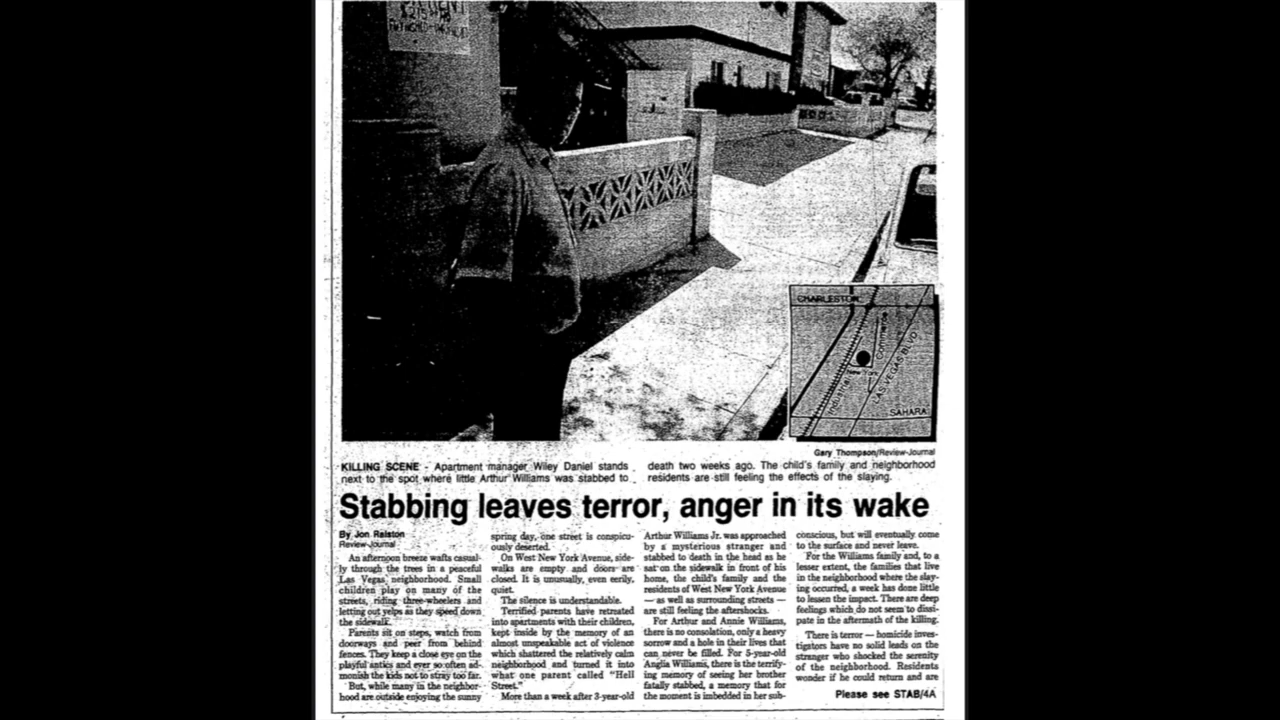 CHARLESTON
Commerce
Industrial
LAS VEGAS BLVD
SAHARA
Gary Thompson/Review-Journal
KILLING SCENE - Apartment manager Wiley Daniel stands
next to the spot where little Arthur Williams was stabbed to
death two weeks ago. The child's family and neighborhood
residents are still feeling the effects of the slaying.
Stabbing leaves terror, anger in its wake
By Jon Ralston
Review-Journal
An afternoon breeze wafts casual-
ly through the trees in a peaceful
Las Vegas neighborhood. Small
children play on many of the
streets, riding three-wheelers and
letting out yelps as they speed down
the sidewalk.
Parents sit on steps, watch from
doorways and peer from behind
fences. They keep a close eye on the
playful antics and ever so often ad-
monish the kids not to stray too far.
But, while many in the neighbor-
hood are outside enjoying the sunny
spring day, one street is conspicu-
ously deserted.
On West New York Avenue, side-
walks are empty and doors are
closed. It is unusually, even eerily,
quiet.
The silence is understandable.
Terrified parents have retreated
into apartments with their children,
kept inside by the memory of an
almost unspeakable act of violence
which shattered the relatively calm
neighborhood and turned it into
what one parent called "Hell
Street."
More than a week after 3-year-old
Arthur Williams Jr. was approached
by a mysterious stranger and
stabbed to death in the head as he
sat on the sidewalk in front of his
home, the child's family and the
residents of West New York Avenue
— as well as surrounding streets —
are still feeling the aftershocks.
For Arthur and Annie Williams,
there is no consolation, only a heavy
sorrow and a hole in their lives that
can never be filled. For 5-year-old
Anglia Williams, there is the terrify-
ing memory of seeing her brother
fatally stabbed, a memory that for
the moment is imbedded in her sub-
conscious, but will eventually come
to the surface and never leave.
For the Williams family and, to a
lesser extent, the families that live
in the neighborhood where the slay-
ing occurred, a week has done little
to lessen the impact. There are deep
feelings which do not seem to dissi-
pate in the aftermath of the killing.
There is terror — homicide inves-
tigators have no solid leads on the
stranger who shocked the serenity
of the neighborhood. Residents
wonder if he could return and are
Please see STAB/4A